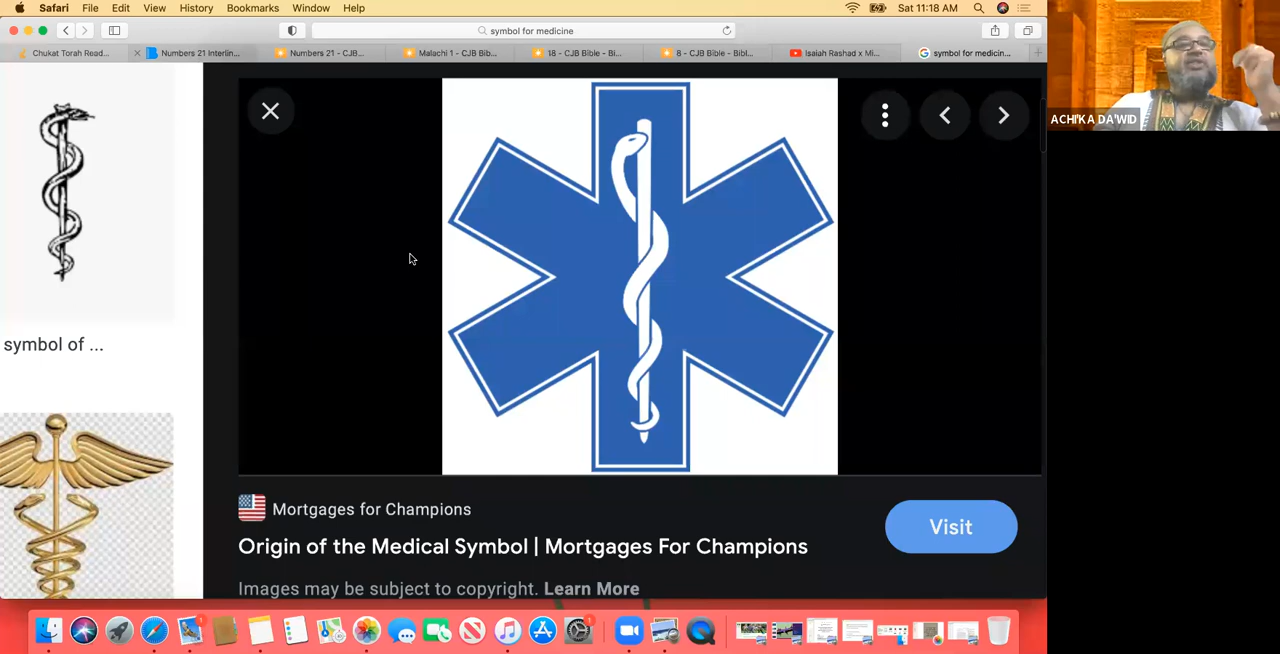 Safari File Edit View History Bookmarks Window Help
Sat 11:18 AM
symbol for medicine
Chukat Torah Read...
Numbers 21 Interlin...
Numbers 21 - CJB...
Malachi 1 - CJB Bib...
18 - CJB Bible - Bi...
8 - CJB Bible - Bibl...
Isaiah Rashad x Mi...
symbol for medicin...
ACHI'KA DA'WID
symbol of ...
Mortgages for Champions
Visit
Origin of the Medical Symbol | Mortgages For Champions
Images may be subject to copyright. Learn More